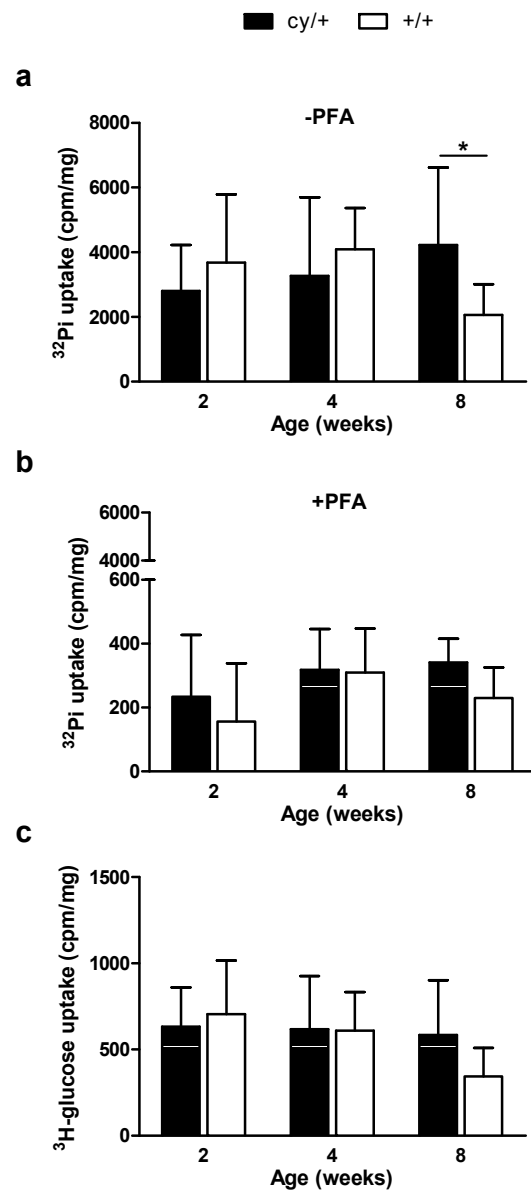 cy/+ +/+
a
-PFA
8000
6000
4000
2000
0
³²Pi uptake (cpm/mg)
*
2 4 8
Age (weeks)
b
+PFA
6000
4000
600
400
200
0
³²Pi uptake (cpm/mg)
2 4 8
Age (weeks)
c
1500
1000
500
0
³H-glucose uptake (cpm/mg)
2 4 8
Age (weeks)